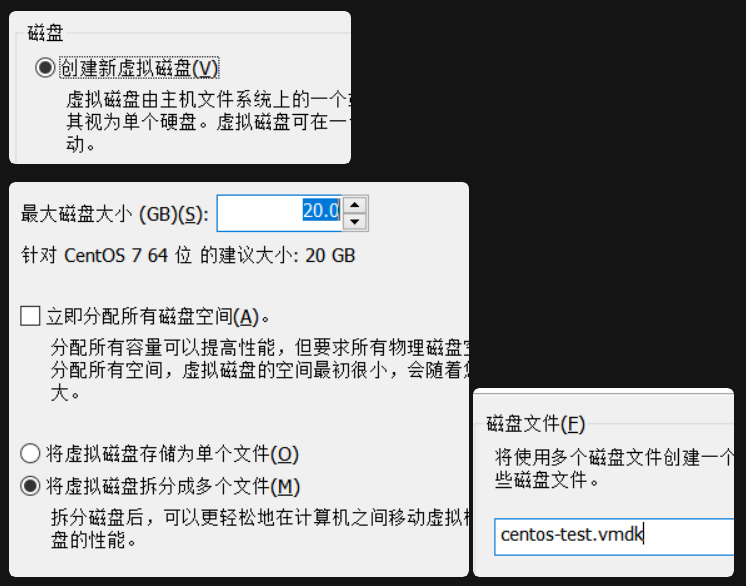 磁盘
创建新虚拟磁盘(V)
虚拟磁盘由主机文件系统上的一个
其视为单个硬盘。虚拟磁盘可在一
动。
最大磁盘大小 (GB)(S): 20.0
针对 CentOS 7 64 位 的建议大小: 20 GB
立即分配所有磁盘空间(A)。
分配所有容量可以提高性能，但要求所有物理磁盘
分配所有空间，虚拟磁盘的空间最初很小，会随着
大。
将虚拟磁盘存储为单个文件(O)
将虚拟磁盘拆分成多个文件(M)
拆分磁盘后，可以更轻松地在计算机之间移动虚拟
盘的性能。
磁盘文件(F)
将使用多个磁盘文件创建一个
些磁盘文件。
centos-test.vmdk